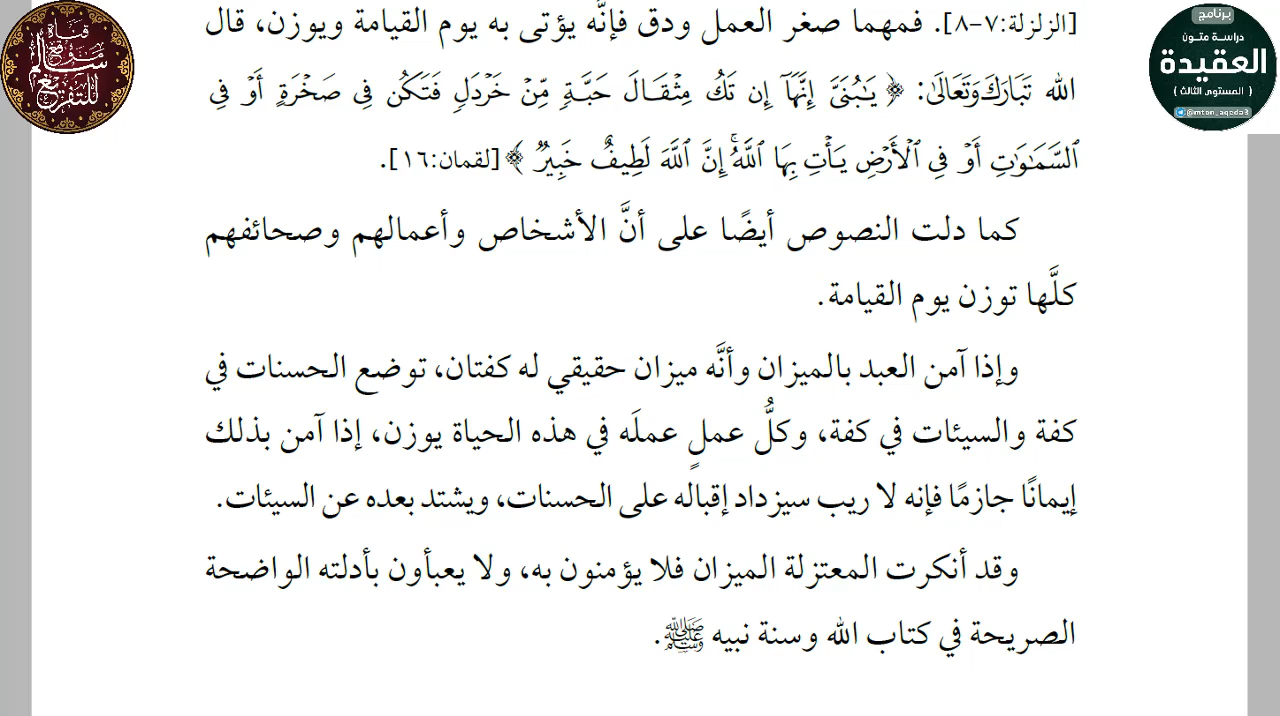 قناة
موقع
سالم
للتفريغ
برنامج
دراسة متون
العقيدة
( المستوى الثالث )
@mton_aqeda3
[الزلزلة:٧-٨]. فمهما صغر العمل ودق فإنَّه يؤتى به يوم القيامة ويوزن، قال
الله تَبَارَكَ وَتَعَالَى: ﴿ يَٰبُنَيَّ إِنَّهَآ إِن تَكُ مِثۡقَالَ حَبَّةٖ مِّنۡ خَرۡدَلٖ فَتَكُن فِي صَخۡرَةٍ أَوۡ فِي
ٱلسَّمَٰوَٰتِ أَوۡ فِي ٱلۡأَرۡضِ يَأۡتِ بِهَا ٱللَّهُۚ إِنَّ ٱللَّهَ لَطِيفٌ خَبِيرٞ ﴾ [لقمان:١٦].
كما دلت النصوص أيضًا على أنَّ الأشخاص وأعمالهم وصحائفهم
كلَّها توزن يوم القيامة.
وإذا آمن العبد بالميزان وأنَّه ميزان حقيقي له كفتان، توضع الحسنات في
كفة والسيئات في كفة، وكلُّ عملٍ عملَه في هذه الحياة يوزن، إذا آمن بذلك
إيمانًا جازمًا فإنه لا ريب سيزداد إقباله على الحسنات، ويشتد بعده عن السيئات.
وقد أنكرت المعتزلة الميزان فلا يؤمنون به، ولا يعبأون بأدلته الواضحة
الصريحة في كتاب الله وسنة نبيه ﷺ.